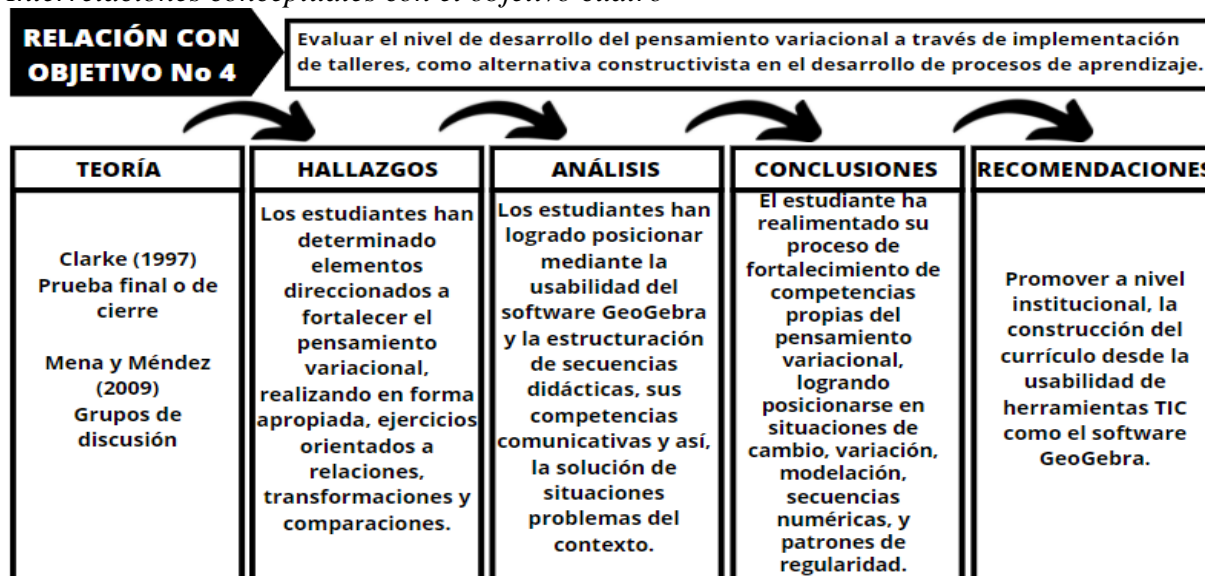 Interrelaciones conceptuales con el objetivo cuatro
RELACIÓN CON
OBJETIVO No 4
Evaluar el nivel de desarrollo del pensamiento variacional a través de implementación
de talleres, como alternativa constructivista en el desarrollo de procesos de aprendizaje.
TEORÍA
Clarke (1997)
Prueba final o de
cierre
Mena y Méndez
(2009)
Grupos de
discusión
HALLAZGOS
Los estudiantes han
determinado
elementos
direccionados a
fortalecer el
pensamiento
variacional,
realizando en forma
apropiada, ejercicios
orientados a
relaciones,
transformaciones y
comparaciones.
ANÁLISIS
Los estudiantes han
logrado posicionar
mediante la
usabilidad del
software GeoGebra
y la estructuración
de secuencias
didácticas, sus
competencias
comunicativas y así,
la solución de
situaciones
problemas del
contexto.
CONCLUSIONES
El estudiante ha
realimentado su
proceso de
fortalecimiento de
competencias
propias del
pensamiento
variacional,
logrando
posicionarse en
situaciones de
cambio, variación,
modelación,
secuencias
numéricas, y
patrones de
regularidad.
RECOMENDACIONES
Promover a nivel
institucional, la
construcción del
currículo desde la
usabilidad de
herramientas TIC
como el software
GeoGebra.